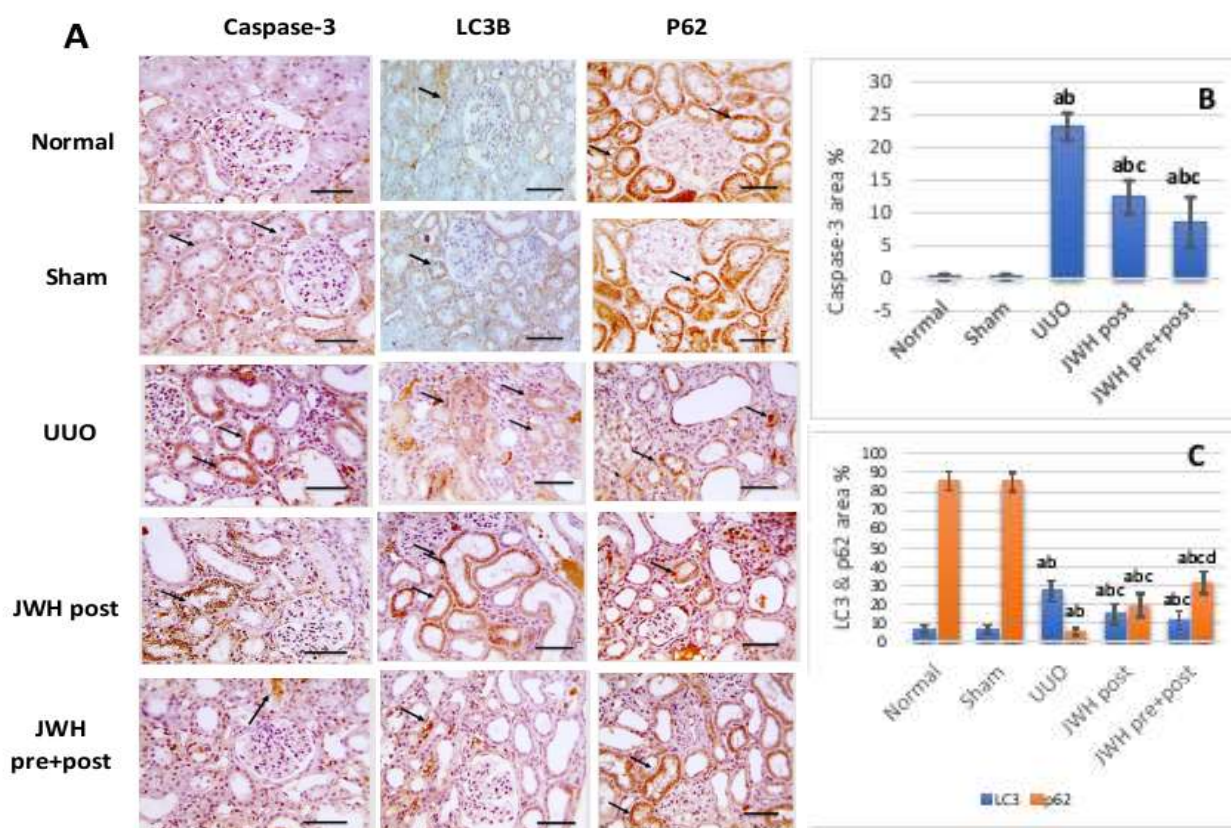 A
Caspase-3 LC3B P62
Normal
Sham
UUO
JWH post
JWH
pre+post
B
Caspase-3 area %
30
25
20
15
10
5
0
-5
ab
abc
abc
Normal
Sham
UUO
JWH post
JWH pre+post
C
LC3 & p62 area %
100
90
80
70
60
50
40
30
20
10
0
ab
ab
abc
abc
abc
abcd
Normal
Sham
UUO
JWH post
JWH pre+post
LC3 p62